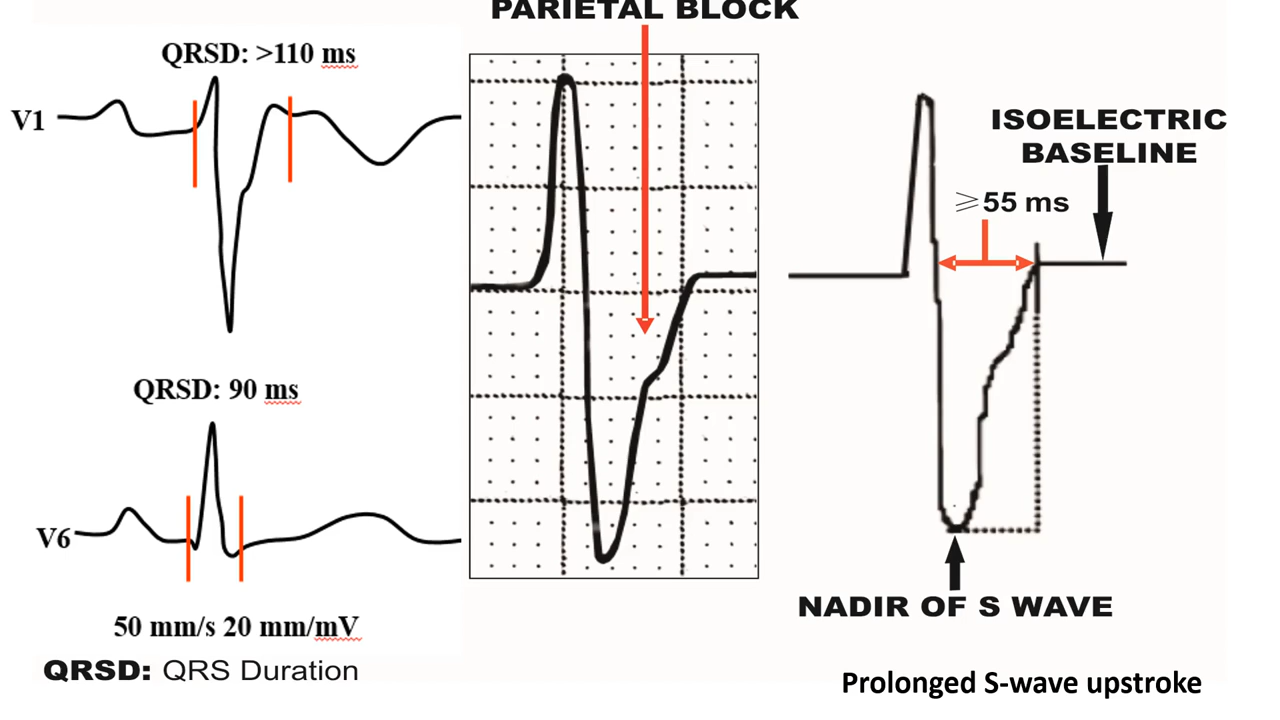 PARIETAL BLOCK
QRSD: >110 ms
V1
ISOELECTRIC
BASELINE
⩾55 ms
QRSD: 90 ms
V6
NADIR OF S WAVE
50 mm/s 20 mm/mV
QRSD: QRS Duration
Prolonged S-wave upstroke